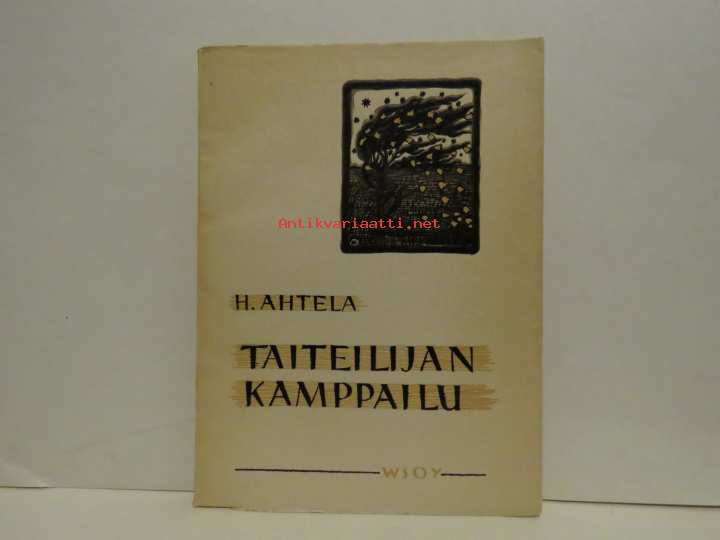 Antikvariaatti.net
H. AHTELA
TAITEILIJAN
KAMPPAILU
WSOY